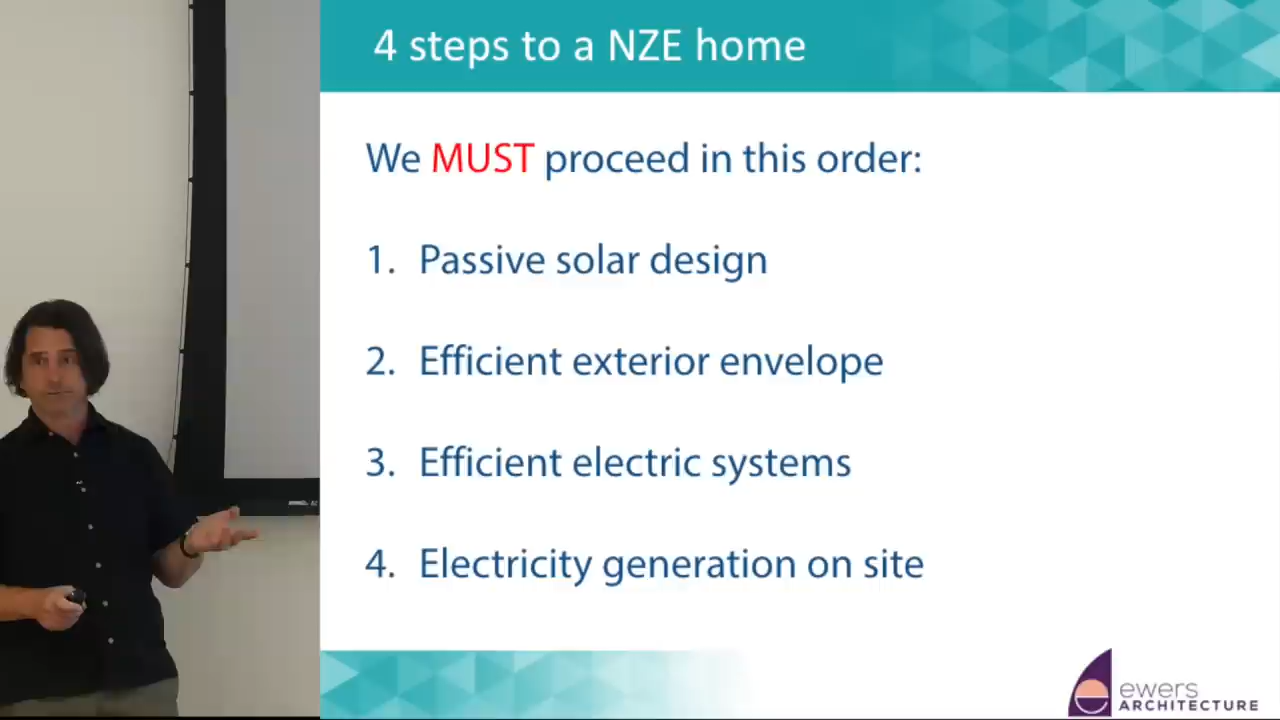 4 steps to a NZE home
We MUST proceed in this order:
1. Passive solar design
2. Efficient exterior envelope
3. Efficient electric systems
4. Electricity generation on site
ewers
ARCHITECTURE